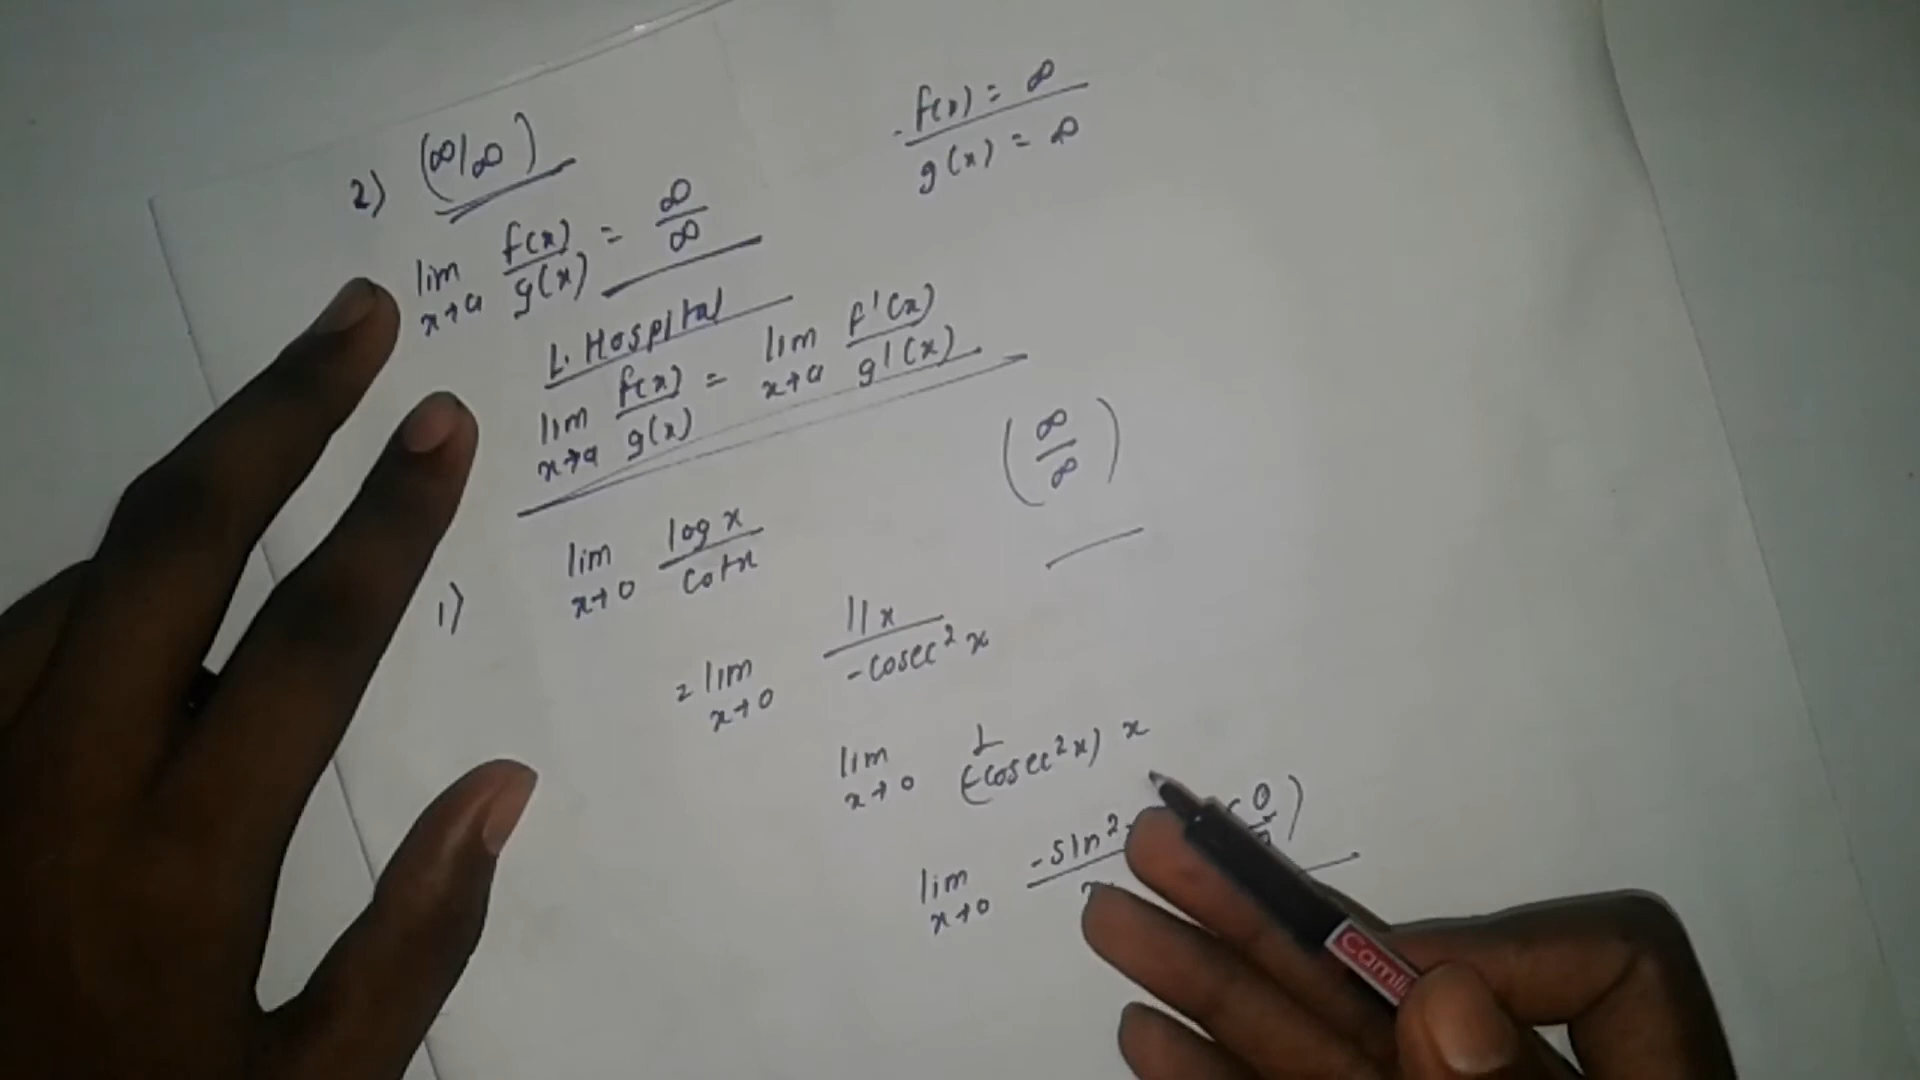 2) (∞/∞)
lim x→a f(x)/g(x) = ∞/∞
f(x) = ∞
g(x) = ∞
L. Hospital
lim x→a f(x)/g(x) = lim x→a f'(x)/g'(x)
(∞/∞)
1) lim x→0 log x / cot x
= lim x→0 1/x / -cosec² x
lim x→0 1 / (-cosec² x) x
lim x→0 -sin²
Camli